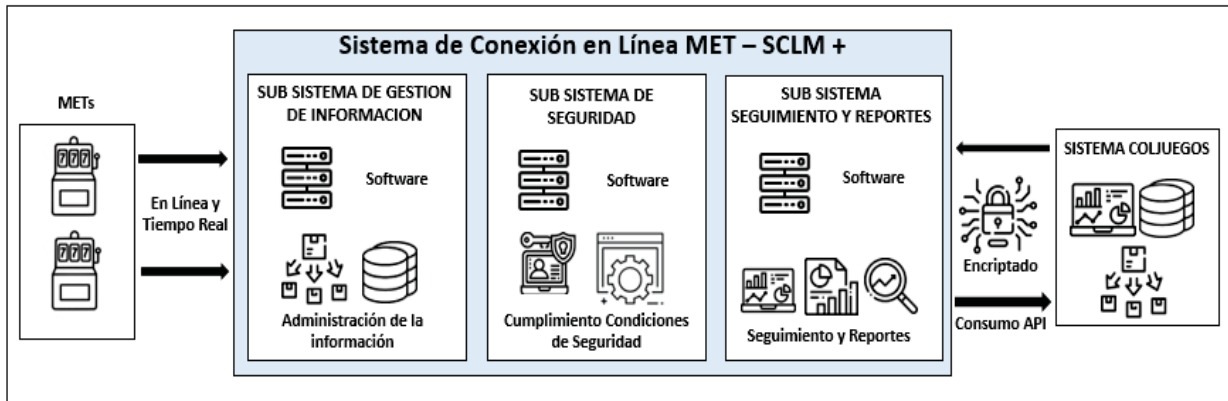 Sistema de Conexión en Línea MET – SCLM +
METs
777
777
En Línea y
Tiempo Real
SUB SISTEMA DE GESTION
DE INFORMACION
Software
Administración de la
información
SUB SISTEMA DE
SEGURIDAD
Software
Cumplimiento Condiciones
de Seguridad
SUB SISTEMA
SEGUIMIENTO Y REPORTES
Software
Seguimiento y Reportes
Encriptado
Consumo API
SISTEMA COLJUEGOS